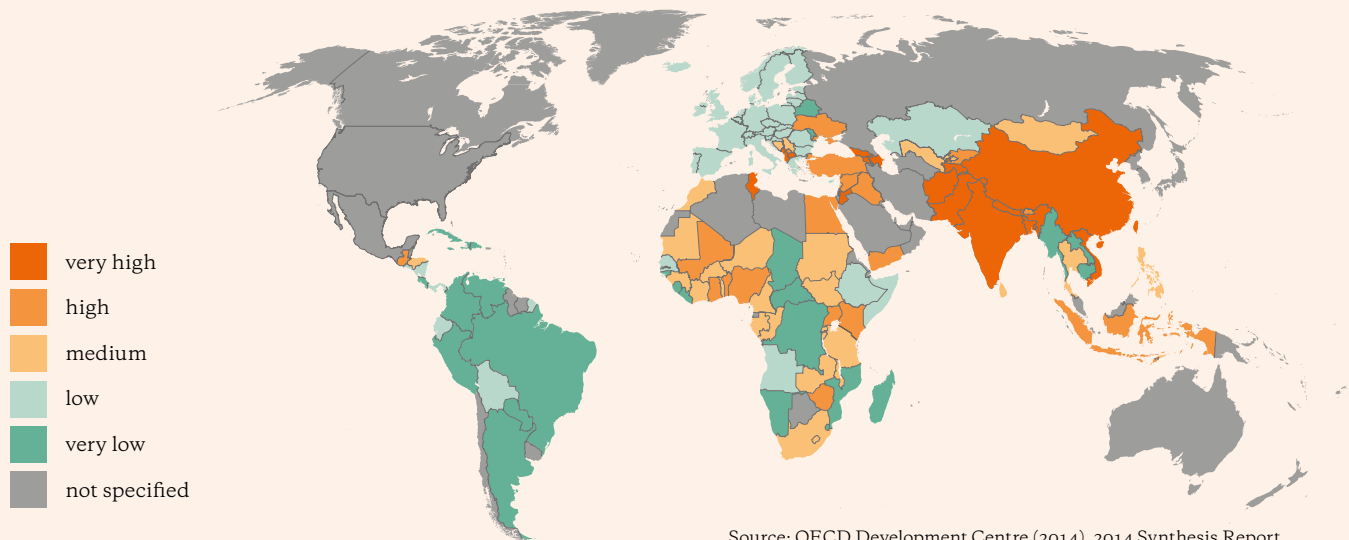 very high
high
medium
low
very low
not specified
Source: OECD Development Centre (2014), 2014 Synthesis Report